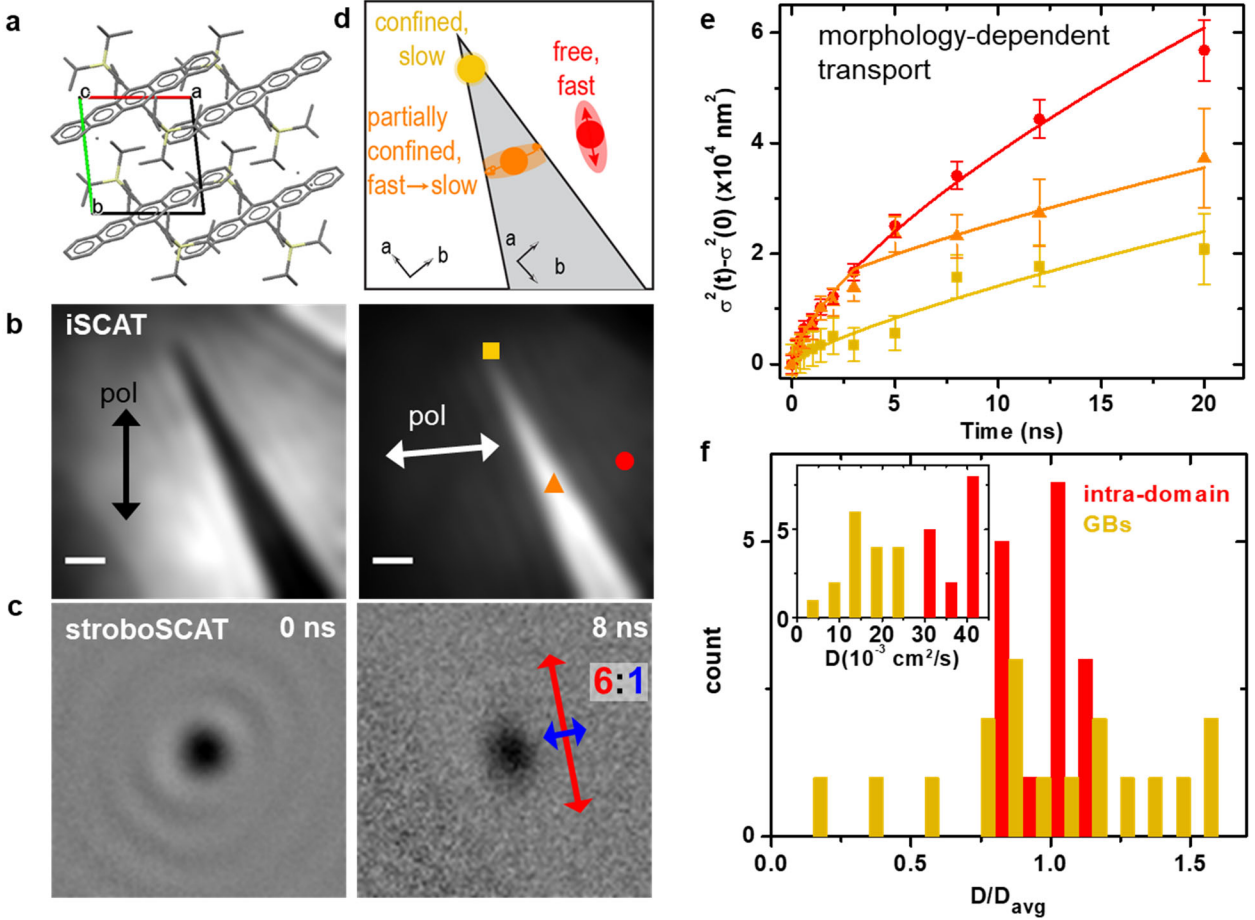 a
c
a
b
d
confined,
slow
free,
fast
partially
confined,
fast→slow
a
b
a
b
b
iSCAT
pol
pol
c
stroboSCAT
0 ns
8 ns
6:1
e
morphology-dependent
transport
σ²(t)-σ²(0) (x10⁴ nm²)
6
4
2
0
0
5
10
15
20
Time (ns)
f
intra-domain
GBs
5
0
0
10
20
30
40
D(10⁻³ cm²/s)
count
5
0
0.0
0.5
1.0
1.5
D/Davg